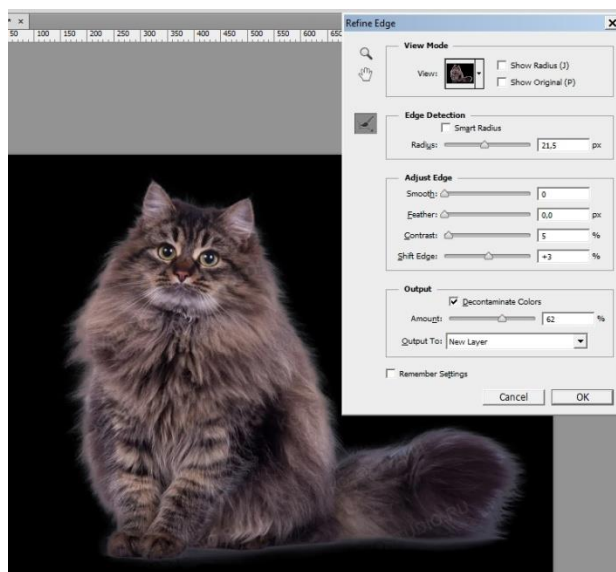 * ×
50 100 150 200 250 300 350 400 450 500 550 600 650
Refine Edge
View Mode
View:
Show Radius (J)
Show Original (P)
Edge Detection
Smart Radius
Radius: 21,5 px
Adjust Edge
Smooth: 0
Feather: 0,0 px
Contrast: 5 %
Shift Edge: +3 %
Output
Decontaminate Colors
Amount: 62 %
Output To: New Layer
Remember Settings
Cancel OK